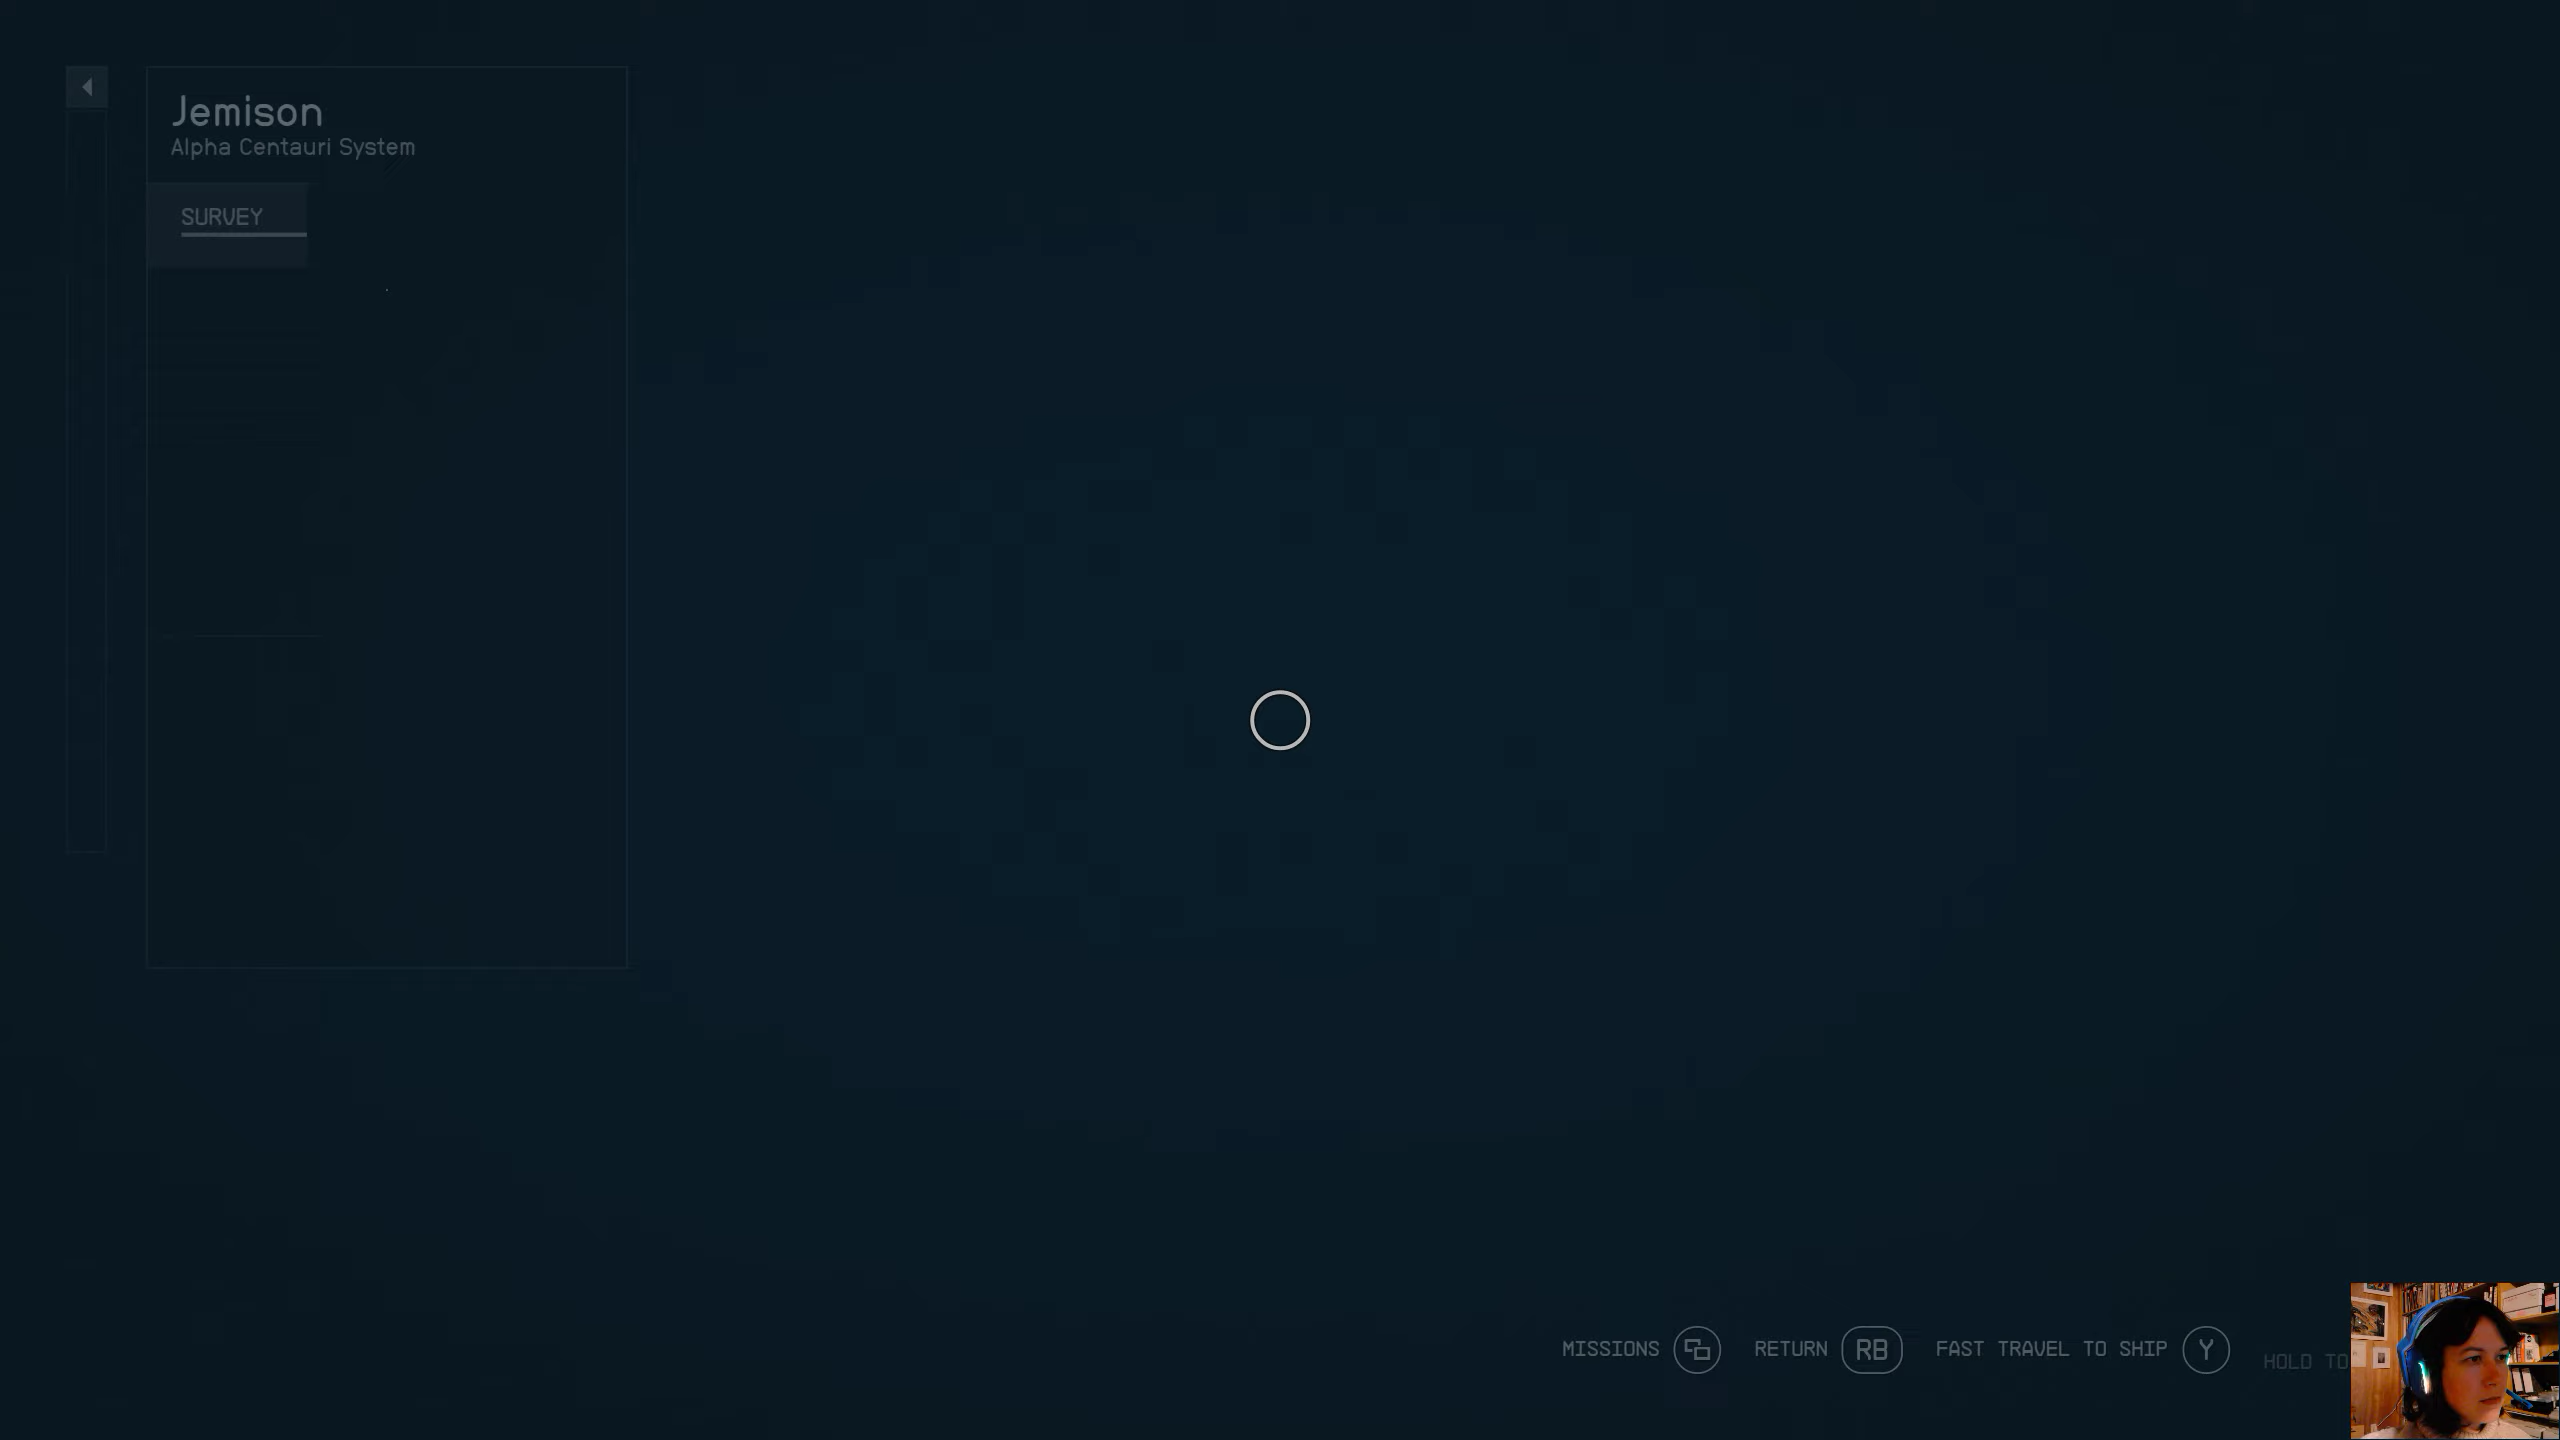 Jemison
Alpha Centauri System
SURVEY
MISSIONS RETURN RB FAST TRAVEL TO SHIP Y HOLD TO